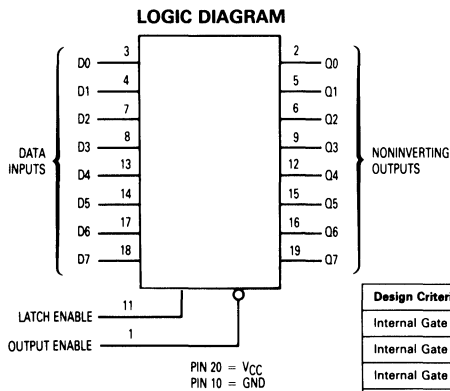 LOGIC DIAGRAM
D0 3 2 Q0
D1 4 5 Q1
D2 7 6 Q2
D3 8 9 Q3
DATA INPUTS
D4 13 12 Q4
NONINVERTING OUTPUTS
D5 14 15 Q5
D6 17 16 Q6
D7 18 19 Q7
LATCH ENABLE 11
OUTPUT ENABLE 1
PIN 20 = VCC
PIN 10 = GND
Design Criteri
Internal Gate
Internal Gate
Internal Gate